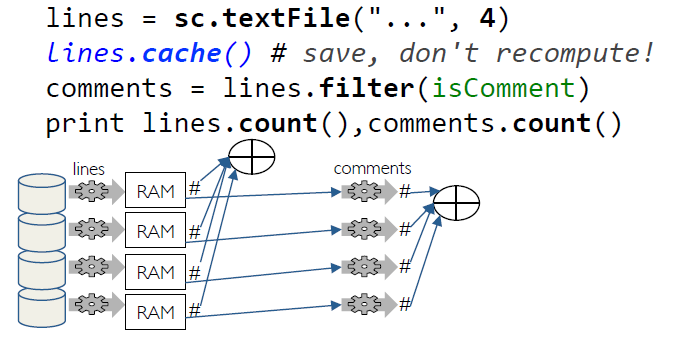 lines = sc.textFile("...", 4)
lines.cache() # save, don't recompute!
comments = lines.filter(isComment)
print lines.count(),comments.count()
lines
comments
RAM # #
RAM # #
RAM # #
RAM # #